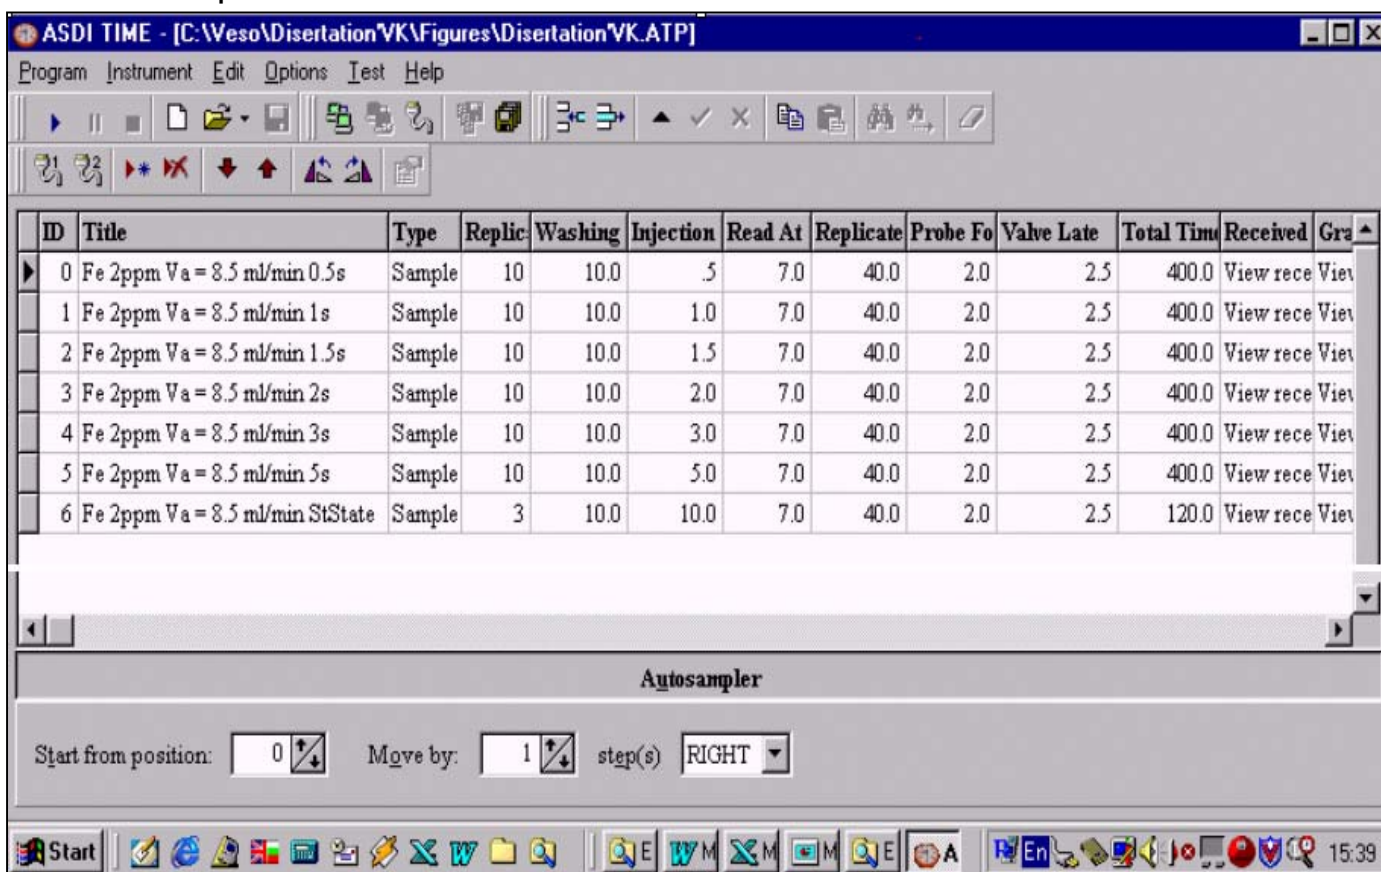 ASDI TIME - [C:\Veso\Disertation'VK\Figures\Disertation'VK.ATP]
Program Instrument Edit Options Test Help
ID Title Type Replic Washing Injection Read At Replicate Probe Fo Valve Late Total Time Received Gra
0 Fe 2ppm Va = 8.5 ml/min 0.5s Sample 10 10.0 .5 7.0 40.0 2.0 2.5 400.0 View rece View
1 Fe 2ppm Va = 8.5 ml/min 1s Sample 10 10.0 1.0 7.0 40.0 2.0 2.5 400.0 View rece View
2 Fe 2ppm Va = 8.5 ml/min 1.5s Sample 10 10.0 1.5 7.0 40.0 2.0 2.5 400.0 View rece View
3 Fe 2ppm Va = 8.5 ml/min 2s Sample 10 10.0 2.0 7.0 40.0 2.0 2.5 400.0 View rece View
4 Fe 2ppm Va = 8.5 ml/min 3s Sample 10 10.0 3.0 7.0 40.0 2.0 2.5 400.0 View rece View
5 Fe 2ppm Va = 8.5 ml/min 5s Sample 10 10.0 5.0 7.0 40.0 2.0 2.5 400.0 View rece View
6 Fe 2ppm Va = 8.5 ml/min StState Sample 3 10.0 10.0 7.0 40.0 2.0 2.5 120.0 View rece View
Autosampler
Start from position: 0 Move by: 1 step(s) RIGHT
Start E M M M E A En 15:39